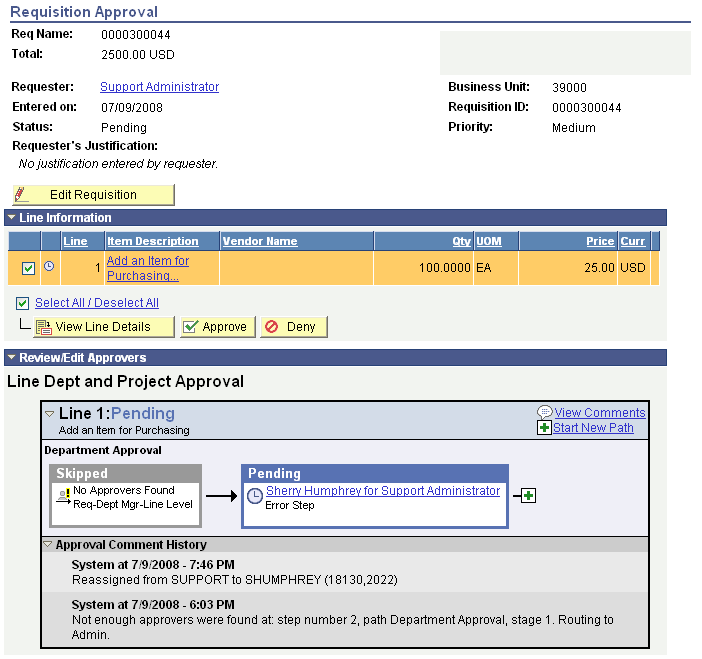 Requisition Approval
Req Name: 0000300044
Total: 2500.00 USD
Requester: Support Administrator Business Unit: 39000
Entered on: 07/09/2008 Requisition ID: 0000300044
Status: Pending Priority: Medium
Requester's Justification:
No justification entered by requester.
Edit Requisition
Line Information
Line Item Description Vendor Name Qty UOM Price Curr
1 Add an Item for Purchasing... 100.0000 EA 25.00 USD
Select All / Deselect All
View Line Details Approve Deny
Review/Edit Approvers
Line Dept and Project Approval
Line 1:Pending View Comments
Add an Item for Purchasing Start New Path
Department Approval
Skipped
No Approvers Found
Req-Dept Mgr-Line Level
Pending
Sherry Humphrey for Support Administrator
Error Step
Approval Comment History
System at 7/9/2008 - 7:46 PM
Reassigned from SUPPORT to SHUMPHREY (18130,2022)
System at 7/9/2008 - 6:03 PM
Not enough approvers were found at: step number 2, path Department Approval, stage 1. Routing to
Admin.